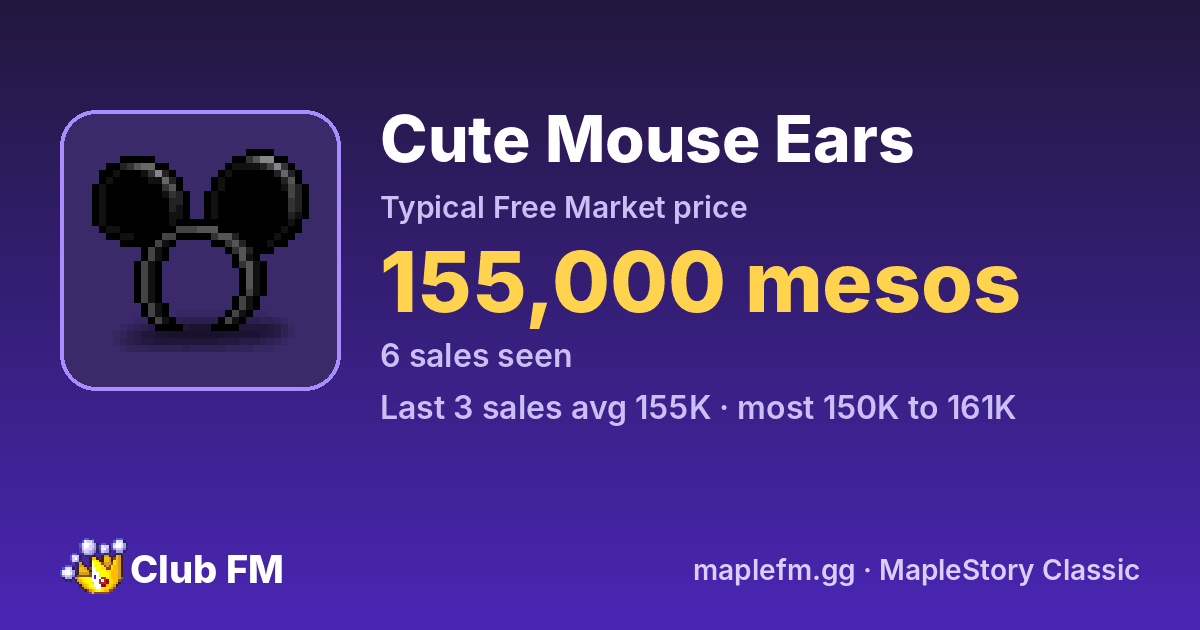 Cute Mouse Ears
Typical Free Market price
155,000 mesos
6 sales seen
Last 3 sales avg 155K · most 150K to 161K
Club FM
maplefm.gg · MapleStory Classic